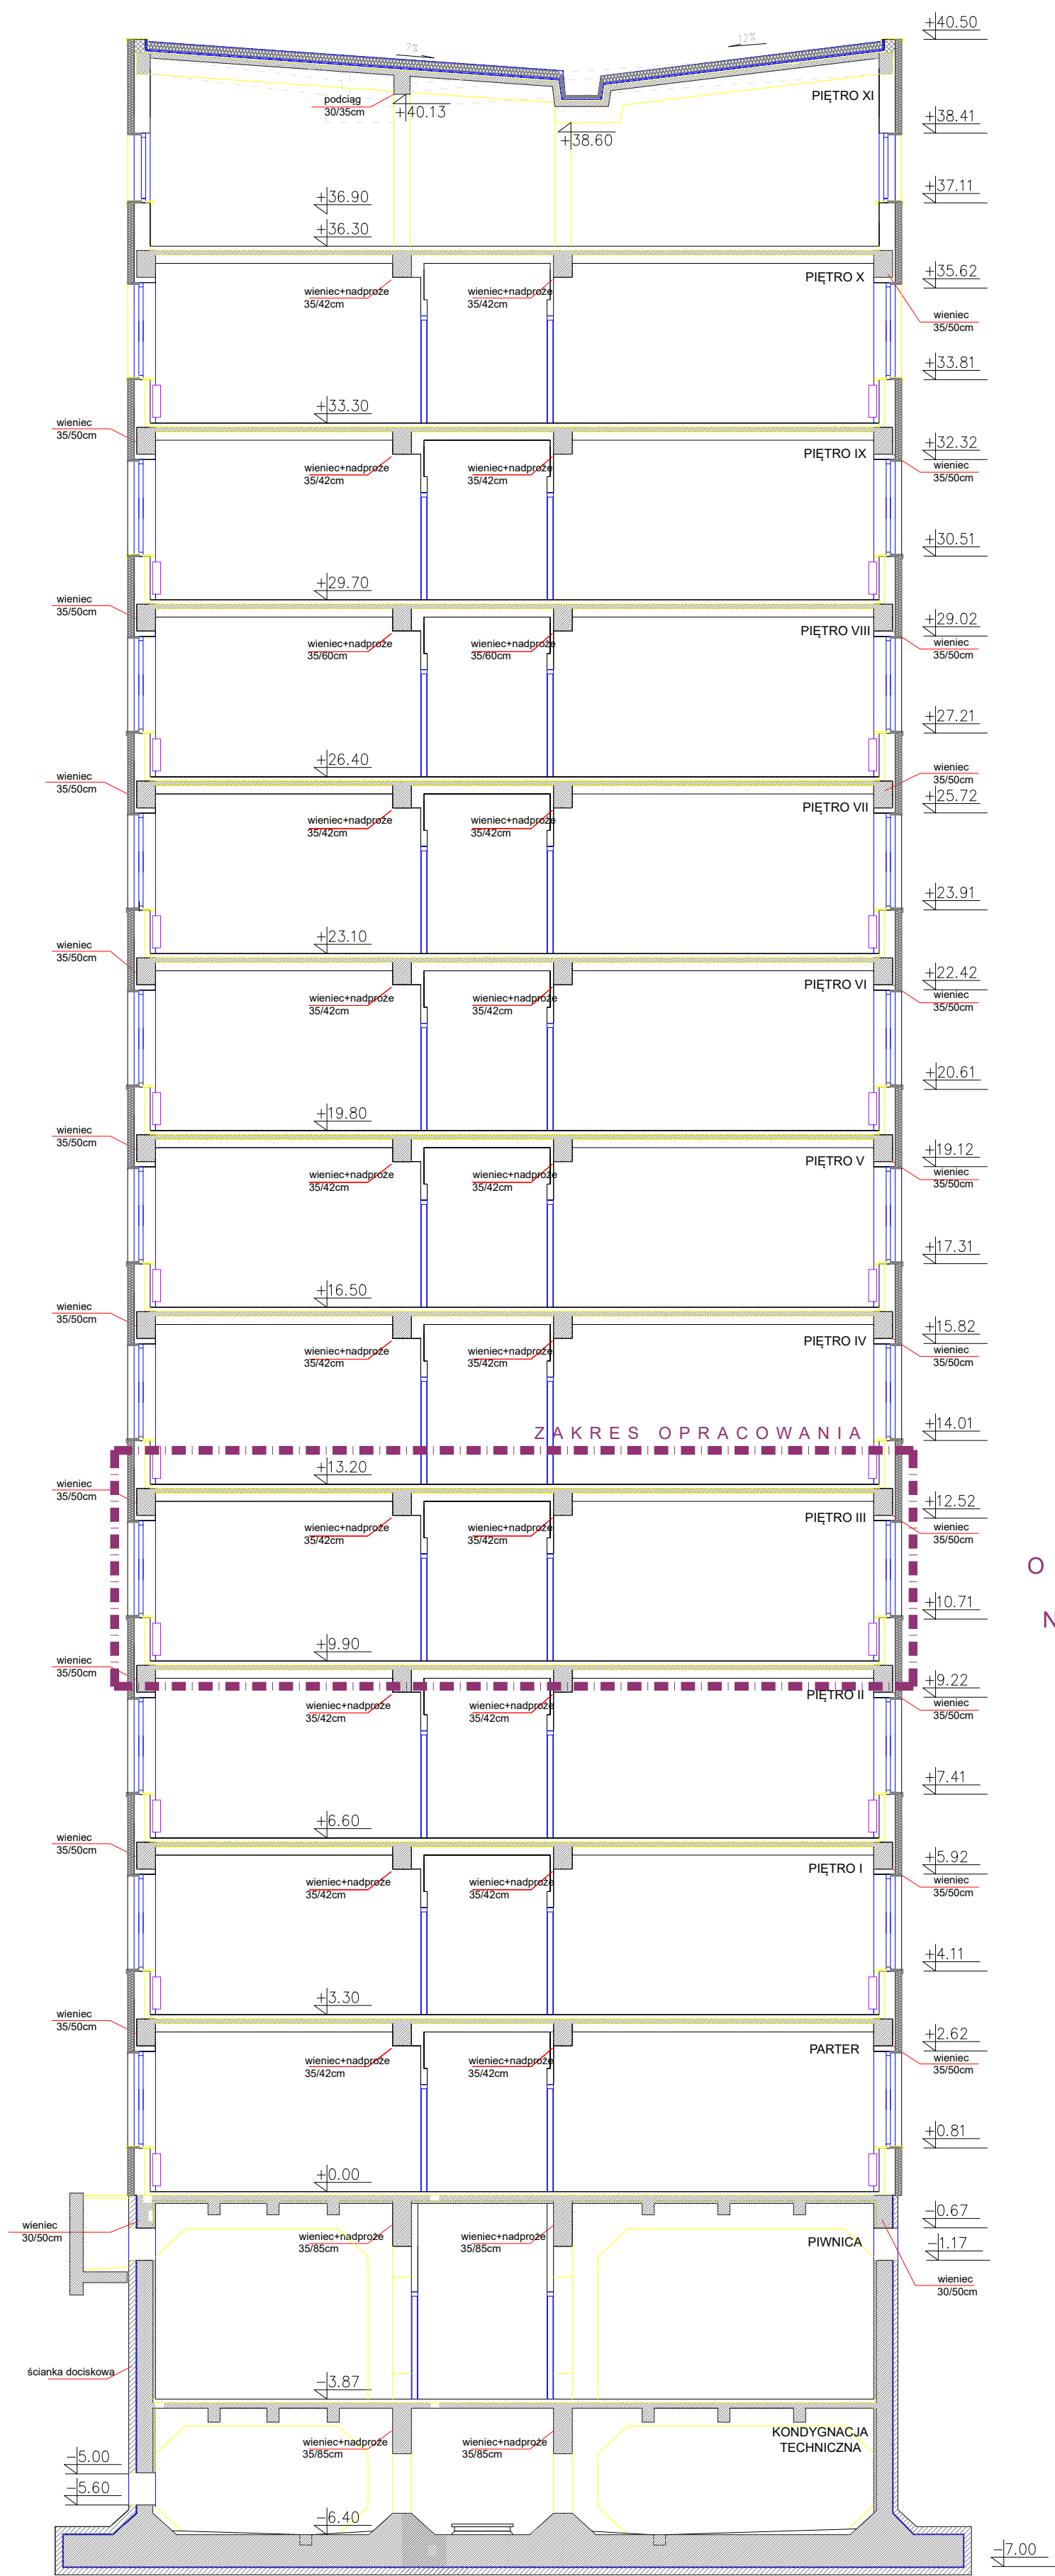 +40.50
7%
12%
PIĘTRO XI
podciąg
30/35cm
+40.13
+38.60
+38.41
+37.11
+36.90
+36.30
PIĘTRO X
+35.62
wieniec+nadproże
35/42cm
wieniec+nadproże
35/42cm
wieniec
35/50cm
+33.81
+33.30
wieniec
35/50cm
+32.32
PIĘTRO IX
wieniec+nadproże
35/42cm
wieniec+nadproże
35/42cm
wieniec
35/50cm
+30.51
+29.70
wieniec
35/50cm
+29.02
PIĘTRO VIII
wieniec+nadproże
35/60cm
wieniec+nadproże
35/60cm
wieniec
35/50cm
+27.21
+26.40
wieniec
35/50cm
wieniec
35/50cm
+25.72
PIĘTRO VII
wieniec+nadproże
35/42cm
wieniec+nadproże
35/42cm
+23.91
+23.10
wieniec
35/50cm
+22.42
PIĘTRO VI
wieniec+nadproże
35/42cm
wieniec+nadproże
35/42cm
wieniec
35/50cm
+20.61
+19.80
wieniec
35/50cm
+19.12
PIĘTRO V
wieniec+nadproże
35/42cm
wieniec+nadproże
35/42cm
wieniec
35/50cm
+17.31
+16.50
wieniec
35/50cm
+15.82
PIĘTRO IV
wieniec+nadproże
35/42cm
wieniec+nadproże
35/42cm
wieniec
35/50cm
+14.01
ZAKRES OPRACOWANIA
+13.20
wieniec
35/50cm
+12.52
PIĘTRO III
wieniec+nadproże
35/42cm
wieniec+nadproże
35/42cm
wieniec
35/50cm
O
+10.71
N
+9.90
wieniec
35/50cm
+9.22
PIĘTRO II
wieniec+nadproże
35/42cm
wieniec+nadproże
35/42cm
wieniec
35/50cm
+7.41
+6.60
wieniec
35/50cm
+5.92
PIĘTRO I
wieniec+nadproże
35/42cm
wieniec+nadproże
35/42cm
wieniec
35/50cm
+4.11
+3.30
wieniec
35/50cm
+2.62
PARTER
wieniec+nadproże
35/42cm
wieniec+nadproże
35/42cm
wieniec
35/50cm
+0.81
+0.00
-0.67
wieniec
30/50cm
wieniec+nadproże
35/85cm
wieniec+nadproże
35/85cm
PIWNICA
-1.17
wieniec
30/50cm
ścianka dociskowa
-3.87
wieniec+nadproże
35/85cm
wieniec+nadproże
35/85cm
KONDYGNACJA
TECHNICZNA
-5.00
-5.60
-6.40
-7.00